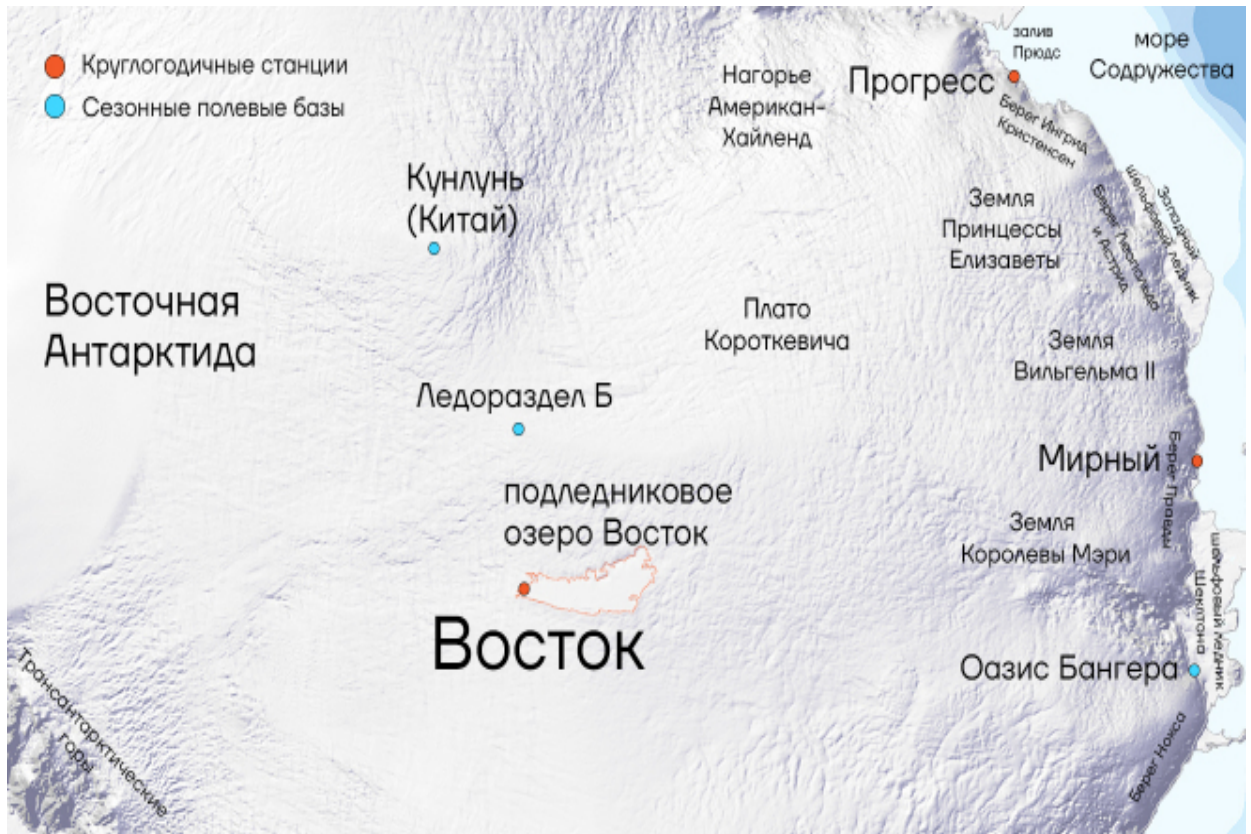 Круглогодичные станции
Сезонные полевые базы
залив
Прюдс
море
Содружества
Нагорье
Американ-
Хайленд
Прогресс
Берег Ингрид
Кристенсен
Кунлунь
(Китай)
Земля
Принцессы
Елизаветы
Западный
шельфовый ледник
Берег Леопольда
и Астрид
Восточная
Антарктида
Плато
Короткевича
Земля
Вильгельма II
Ледораздел Б
Мирный
Берег Правды
подледниковое
озеро Восток
Земля
Королевы Мэри
Восток
шельфовый ледник
Шеклтона
Оазис Бангера
Трансантарктические
горы
Берег Нокса